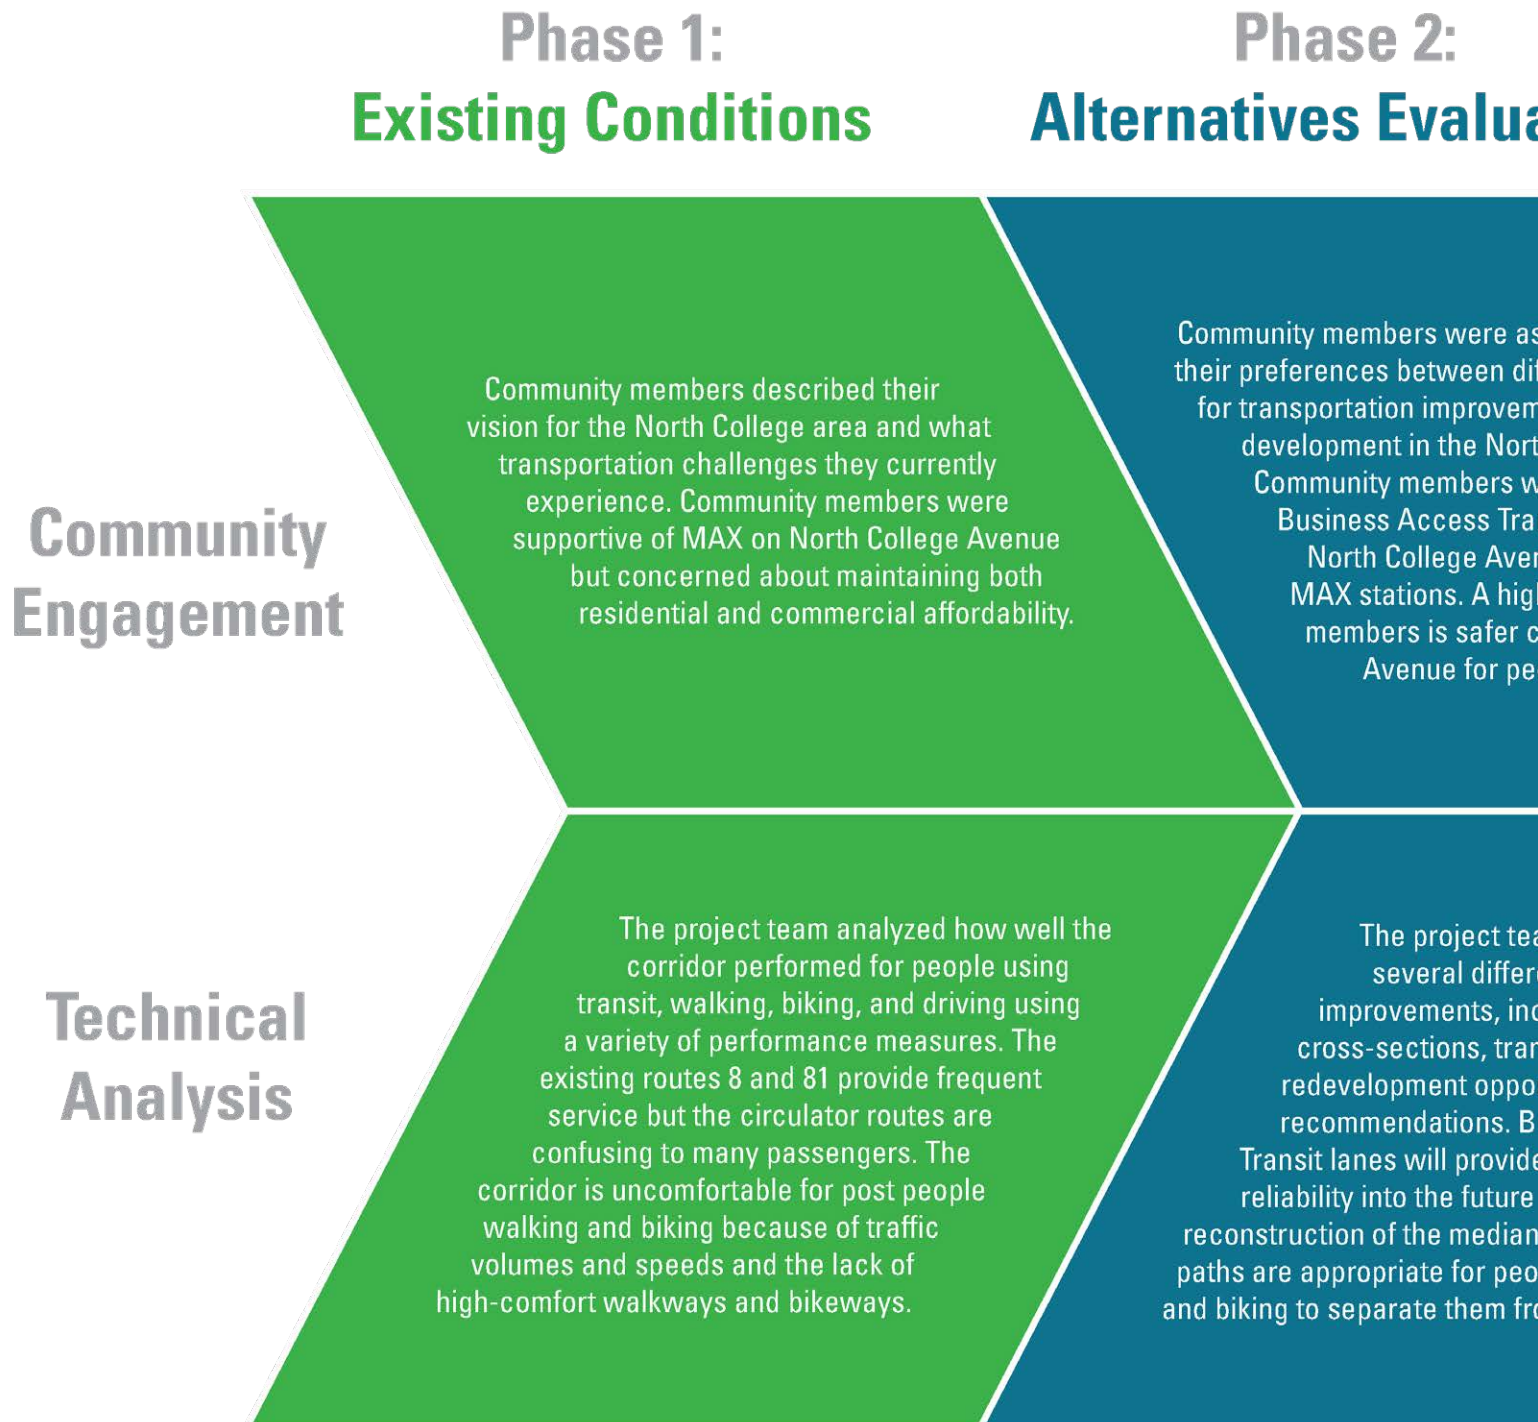 Phase 1:
Existing Conditions
Phase 2:
Alternatives Evalua
Community
Engagement
Community members described their
vision for the North College area and what
transportation challenges they currently
experience. Community members were
supportive of MAX on North College Avenue
but concerned about maintaining both
residential and commercial affordability.
Community members were as
their preferences between dif
for transportation improvem
development in the Nort
Community members w
Business Access Tra
North College Aven
MAX stations. A hig
members is safer c
Avenue for pe
Technical
Analysis
The project team analyzed how well the
corridor performed for people using
transit, walking, biking, and driving using
a variety of performance measures. The
existing routes 8 and 81 provide frequent
service but the circulator routes are
confusing to many passengers. The
corridor is uncomfortable for post people
walking and biking because of traffic
volumes and speeds and the lack of
high-comfort walkways and bikeways.
The project tea
several differe
improvements, inc
cross-sections, tran
redevelopment oppo
recommendations. B
Transit lanes will provide
reliability into the future
reconstruction of the median
paths are appropriate for peo
and biking to separate them fro